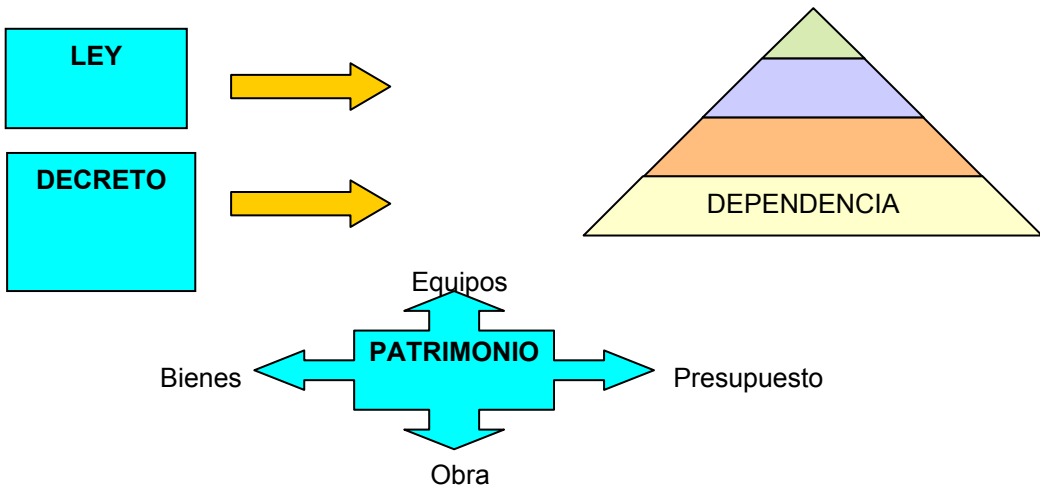 LEY
DECRETO
DEPENDENCIA
Equipos
PATRIMONIO
Bienes
Presupuesto
Obra